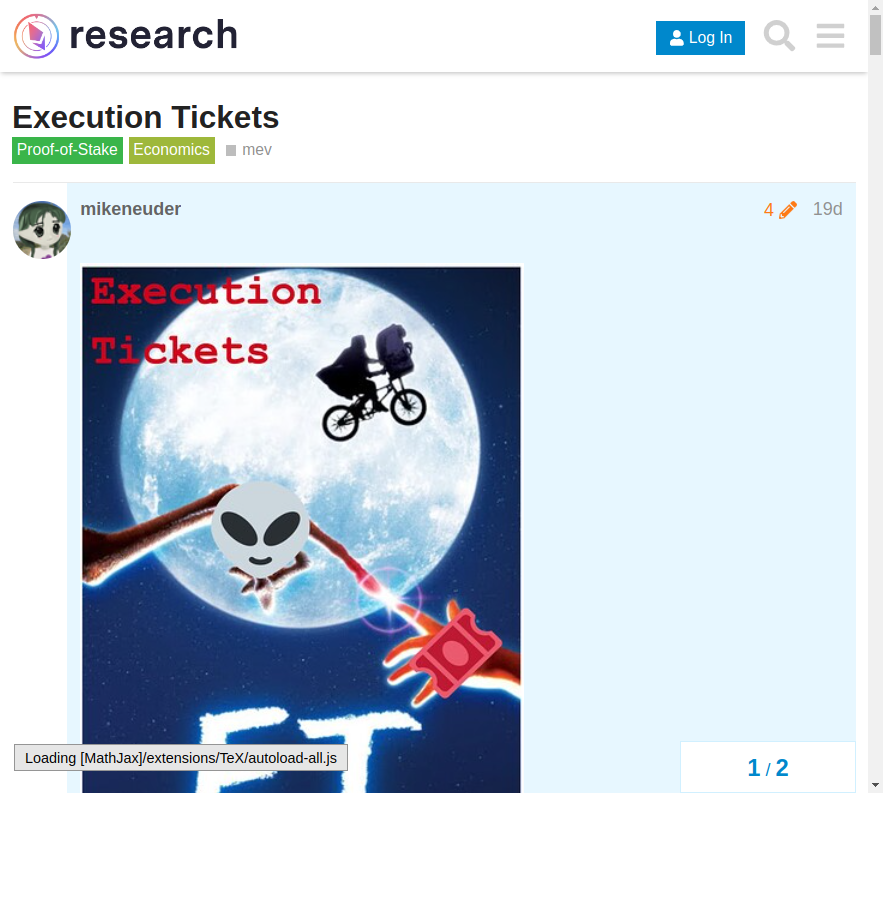 research
Log In
Execution Tickets
Proof-of-Stake Economics mev
mikeneuder
4 19d
Execution
Tickets
ET
Loading [MathJax]/extensions/TeX/autoload-all.js
1 / 2